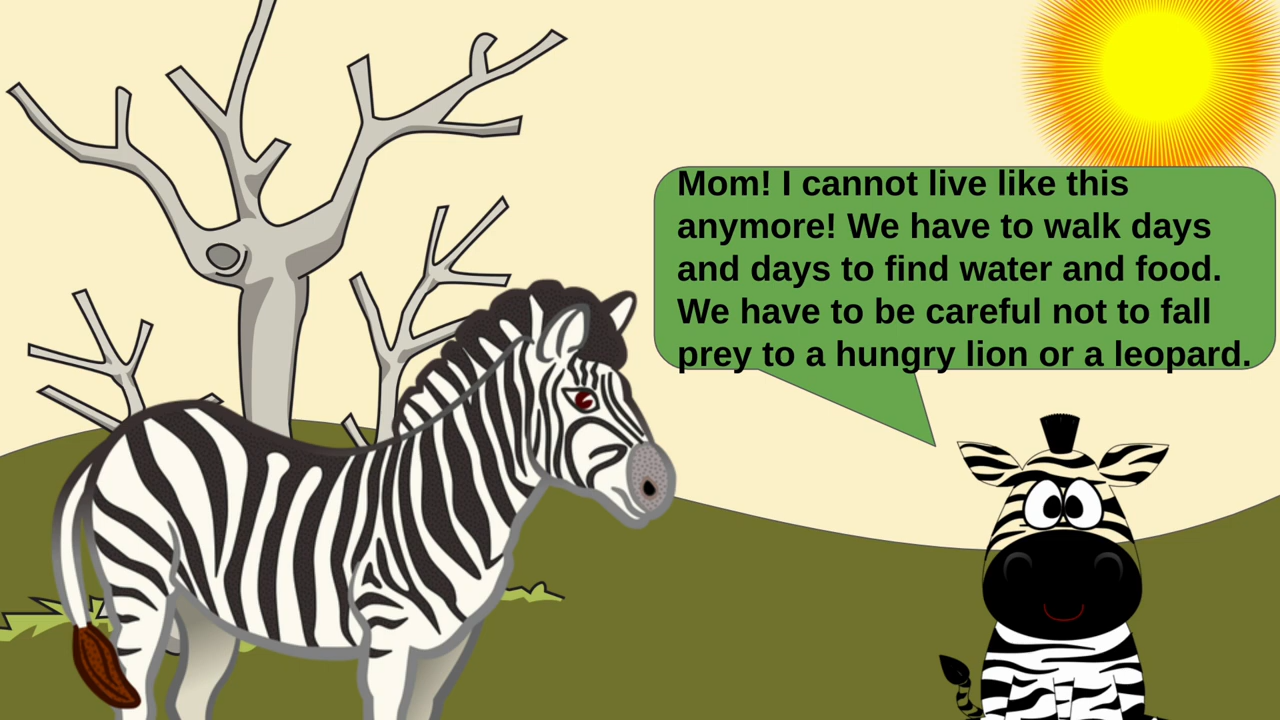 Mom! I cannot live like this
anymore! We have to walk days
and days to find water and food.
We have to be careful not to fall
prey to a hungry lion or a leopard.